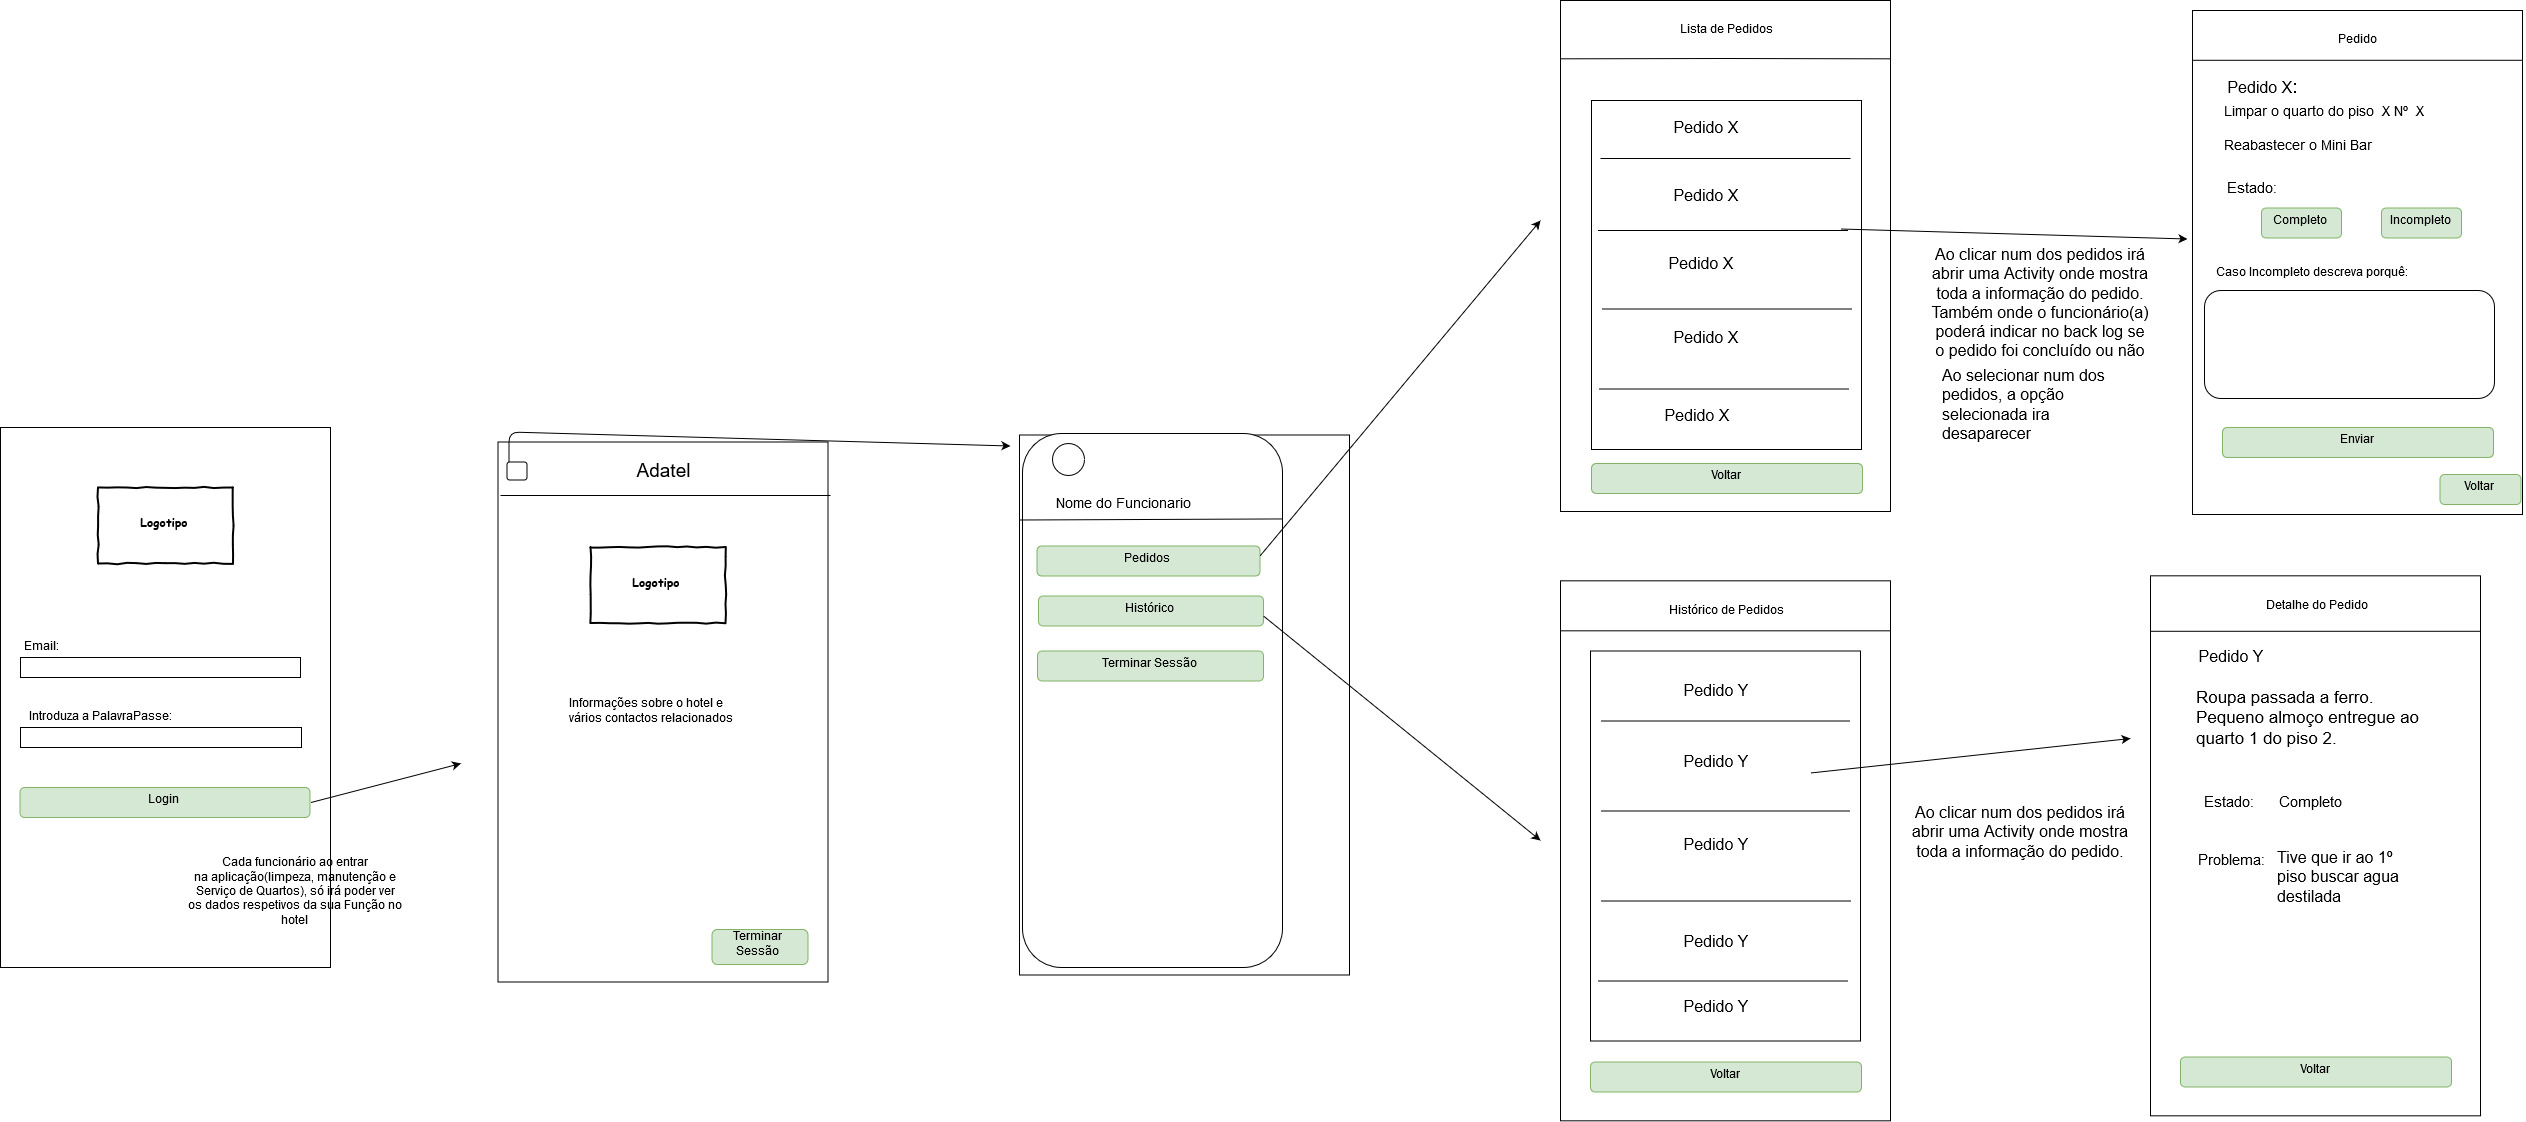 Logotipo
Email:
Introduza a PalavraPasse:
Login
Cada funcionário ao entrar
na aplicação(limpeza, manutenção e
Serviço de Quartos), só irá poder ver
os dados respetivos da sua Função no
hotel
Adatel
Logotipo
Informações sobre o hotel e
vários contactos relacionados
Terminar
Sessão
Nome do Funcionario
Pedidos
Histórico
Terminar Sessão
Lista de Pedidos
Pedido X
Pedido X
Pedido X
Pedido X
Pedido X
Voltar
Ao clicar num dos pedidos irá
abrir uma Activity onde mostra
toda a informação do pedido.
Também onde o funcionário(a)
poderá indicar no back log se
o pedido foi concluído ou não
Ao selecionar num dos
pedidos, a opção
selecionada ira
desaparecer
Pedido
Pedido X:
Limpar o quarto do piso X Nº X
Reabastecer o Mini Bar
Estado:
Completo
Incompleto
Caso Incompleto descreva porquê:
Enviar
Voltar
Histórico de Pedidos
Pedido Y
Pedido Y
Pedido Y
Pedido Y
Pedido Y
Voltar
Ao clicar num dos pedidos irá
abrir uma Activity onde mostra
toda a informação do pedido.
Detalhe do Pedido
Pedido Y
Roupa passada a ferro.
Pequeno almoço entregue ao
quarto 1 do piso 2.
Estado: Completo
Problema: Tive que ir ao 1º
piso buscar agua
destilada
Voltar